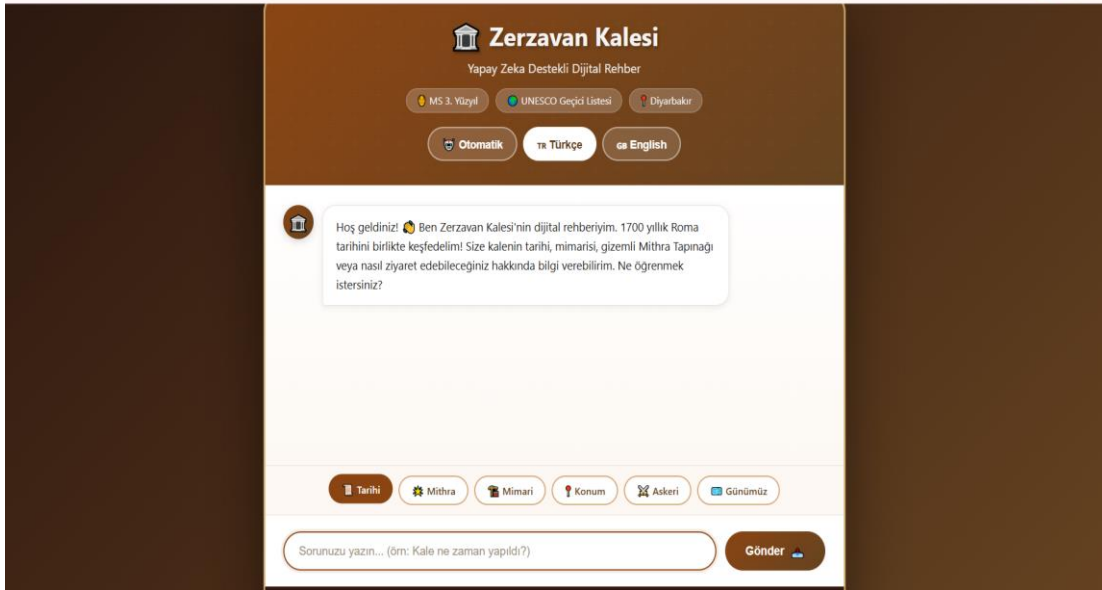 Zerzavan Kalesi
Yapay Zeka Destekli Dijital Rehber
MS 3. Yüzyıl
UNESCO Geçici Listesi
Diyarbakır
Otomatik
TR Türkçe
GB English
Hoş geldiniz! Ben Zerzavan Kalesi'nin dijital rehberiyim. 1700 yıllık Roma
tarihini birlikte keşfedelim! Size kalenin tarihi, mimarisi, gizemli Mithra Tapınağı
veya nasıl ziyaret edebileceğiniz hakkında bilgi verebilirim. Ne öğrenmek
istersiniz?
Tarihi
Mithra
Mimari
Konum
Askeri
Günümüz
Sorunuzu yazın... (örn: Kale ne zaman yapıldı?)
Gönder